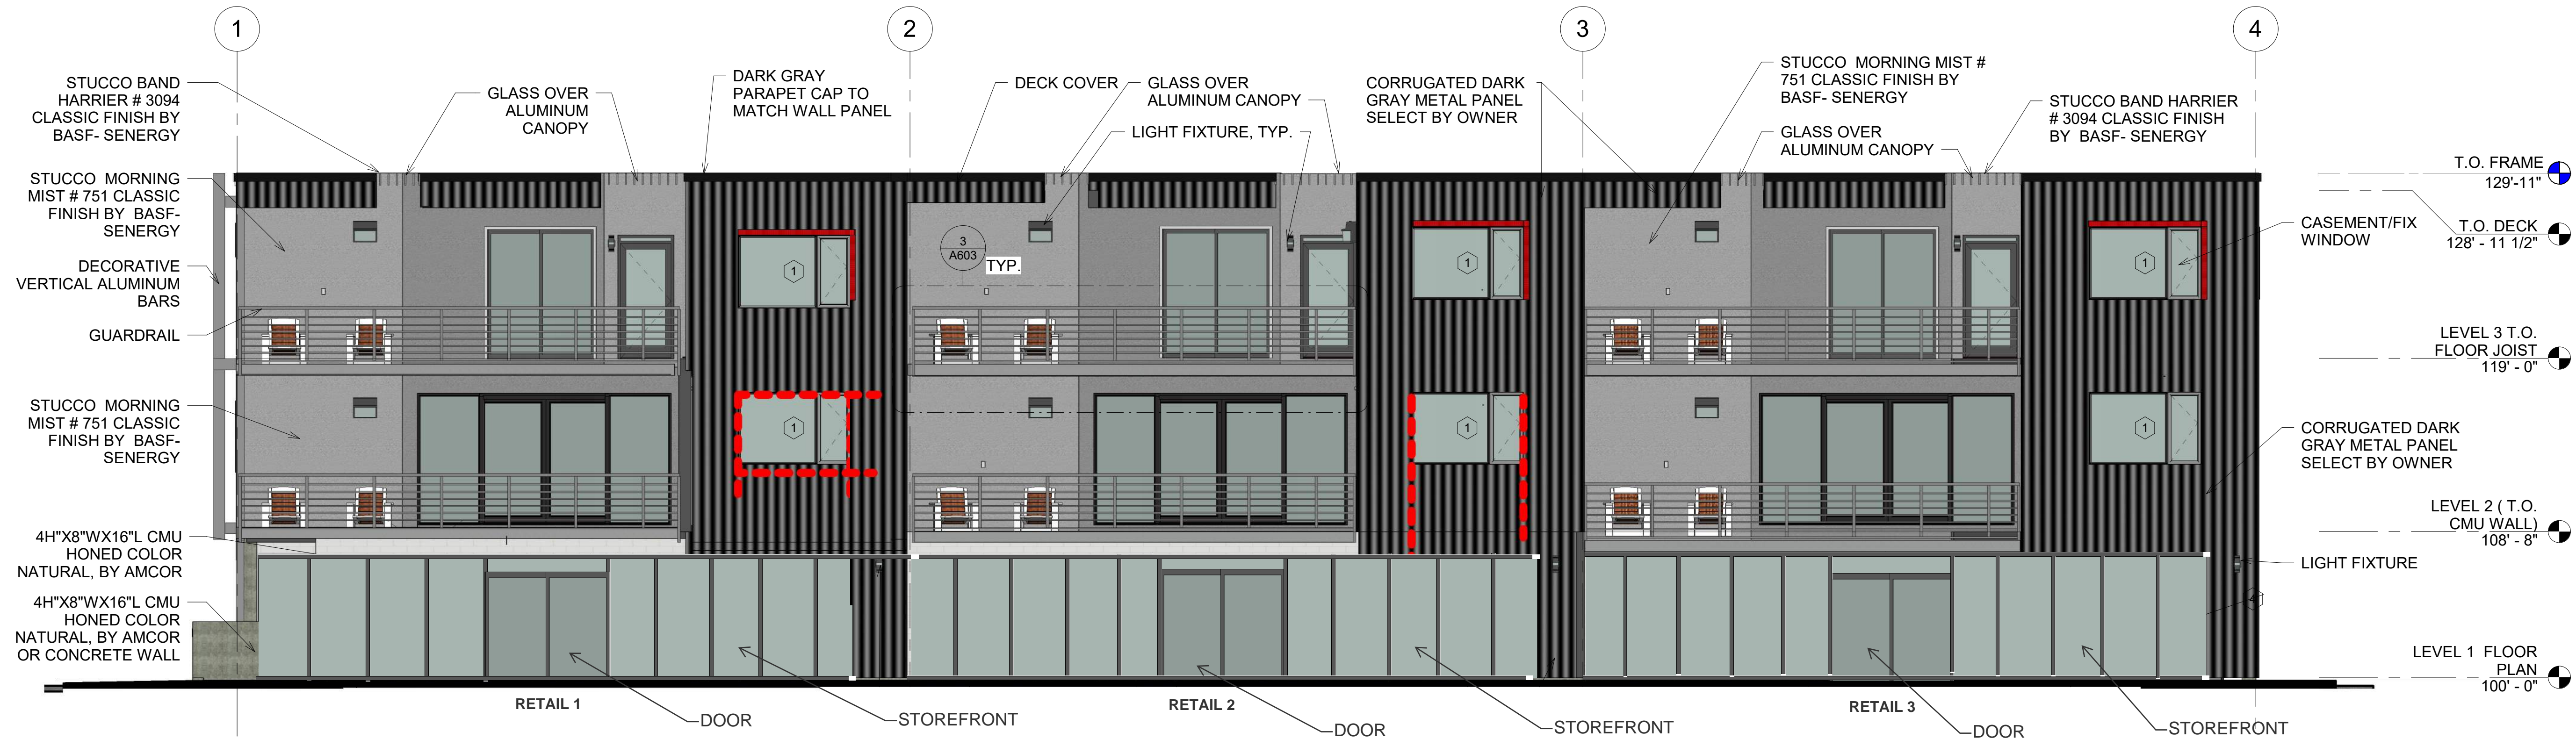 1
2
3
4
STUCCO BAND
HARRIER # 3094
CLASSIC FINISH BY
BASF- SENERGY
GLASS OVER
ALUMINUM
CANOPY
DARK GRAY
PARAPET CAP TO
MATCH WALL PANEL
DECK COVER
GLASS OVER
ALUMINUM CANOPY
LIGHT FIXTURE, TYP.
CORRUGATED DARK
GRAY METAL PANEL
SELECT BY OWNER
STUCCO MORNING MIST #
751 CLASSIC FINISH BY
BASF- SENERGY
GLASS OVER
ALUMINUM CANOPY
STUCCO BAND HARRIER
# 3094 CLASSIC FINISH
BY BASF- SENERGY
T.O. FRAME
129'-11"
T.O. DECK
128' - 11 1/2"
CASEMENT/FIX
WINDOW
STUCCO MORNING
MIST # 751 CLASSIC
FINISH BY BASF-
SENERGY
DECORATIVE
VERTICAL ALUMINUM
BARS
GUARDRAIL
3
A603
TYP.
1
1
1
LEVEL 3 T.O.
FLOOR JOIST
119' - 0"
STUCCO MORNING
MIST # 751 CLASSIC
FINISH BY BASF-
SENERGY
1
1
1
CORRUGATED DARK
GRAY METAL PANEL
SELECT BY OWNER
LEVEL 2 ( T.O.
CMU WALL)
108' - 8"
4H"X8"WX16"L CMU
HONED COLOR
NATURAL, BY AMCOR
LIGHT FIXTURE
4H"X8"WX16"L CMU
HONED COLOR
NATURAL, BY AMCOR
OR CONCRETE WALL
4
LEVEL 1 FLOOR
PLAN
100' - 0"
RETAIL 1
DOOR
STOREFRONT
RETAIL 2
DOOR
STOREFRONT
RETAIL 3
DOOR
STOREFRONT